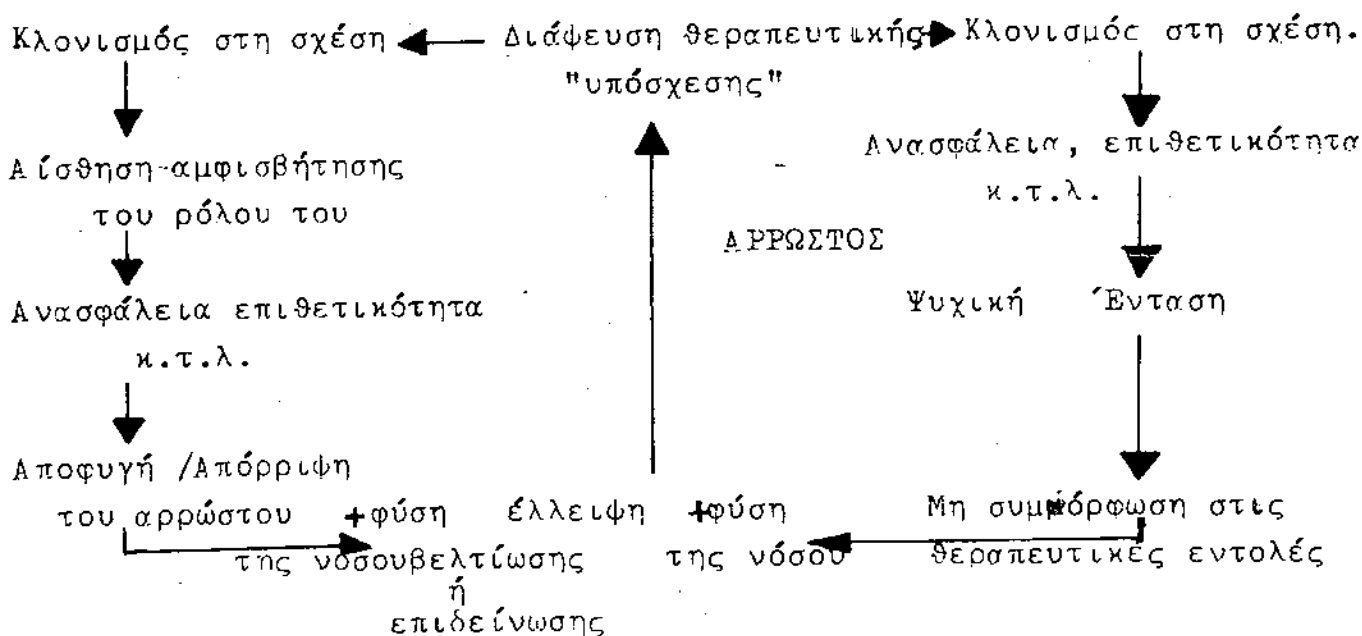 Κλονισμός στη σχέση Διάψευση θεραπευτικής Κλονισμός στη σχέση.
"υπόσχεσης"
Ανασφάλεια, επιθετικότητα
Αίσθηση-αμφισβήτησης κ.τ.λ.
του ρόλου του
ΑΡΡΩΣΤΟΣ
Ανασφάλεια επιθετικότητα Ψυχική Ένταση
κ.τ.λ.
Αποφυγή /Απόρριψη
του αρρώστου +φύση έλλειψη +φύση Μη συμμόρφωση στις
της νόσουβελτίωσης της νόσου θεραπευτικές εντολές
ή
επιδείνωσης